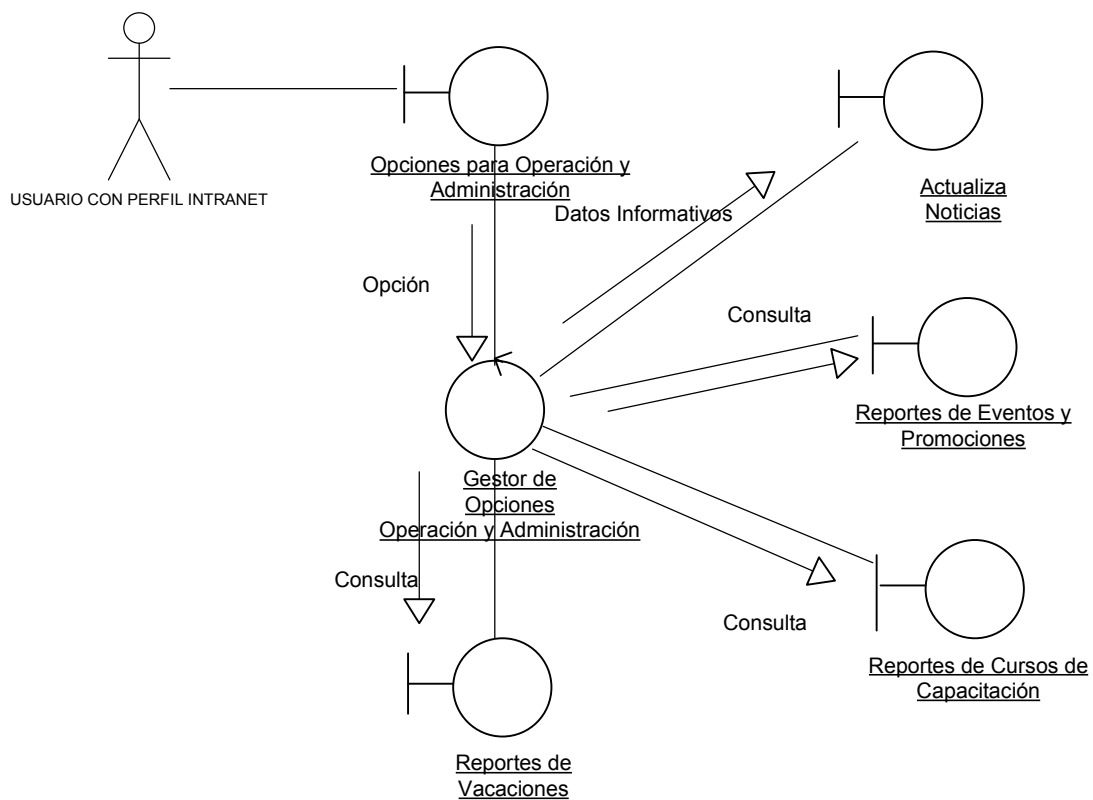 USUARIO CON PERFIL INTRANET
Opciones para Operación y
Administración
Datos Informativos
Actualiza
Noticias
Opción
Consulta
Reportes de Eventos y
Promociones
Gestor de
Opciones
Operación y Administración
Consulta
Consulta
Reportes de Cursos de
Capacitación
Reportes de
Vacaciones